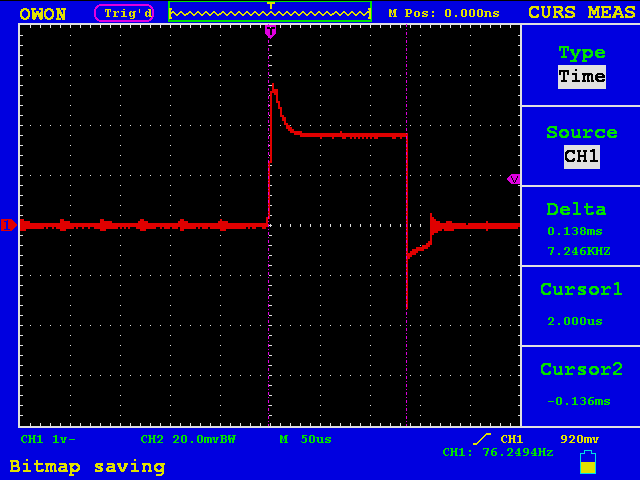 OWON Trig'd T M Pos: 0.000ns CURS MEAS
T
Type
Time
Source
CH1
Delta
0.138ms
7.246KHZ
Cursor1
2.000us
Cursor2
-0.136ms
1
CH1 1v~ CH2 20.0mvBW M 50us CH1 920mv
CH1: 76.2494Hz
Bitmap saving